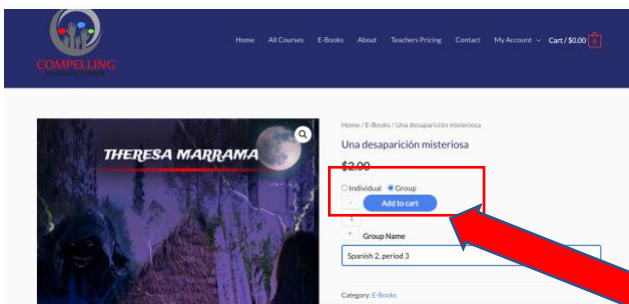 Home All Courses E-Books About Teachers Pricing Contact My Account Cart / $0.00 0
COMPELLING
THERESA MARRAMA
Home / E-Books / Una desaparición misteriosa
Una desaparición misteriosa
$2.00
Individual Group
- Add to cart
1
+ Group Name
Spanish 2, period 3
Category: E-Books